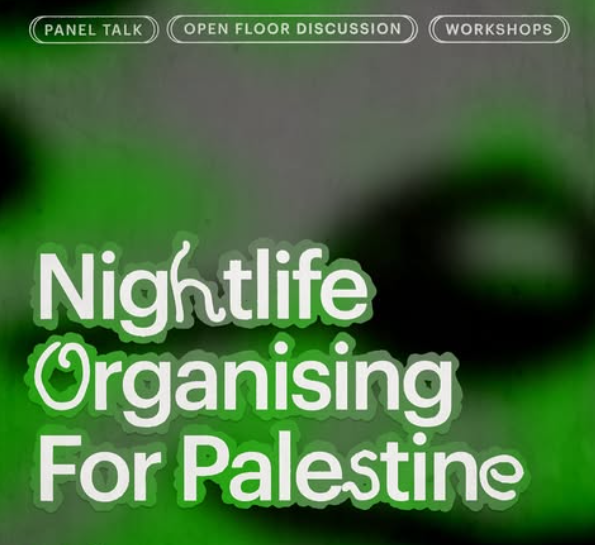 PANEL TALK OPEN FLOOR DISCUSSION WORKSHOPS
Nightlife
Organising
For Palestine